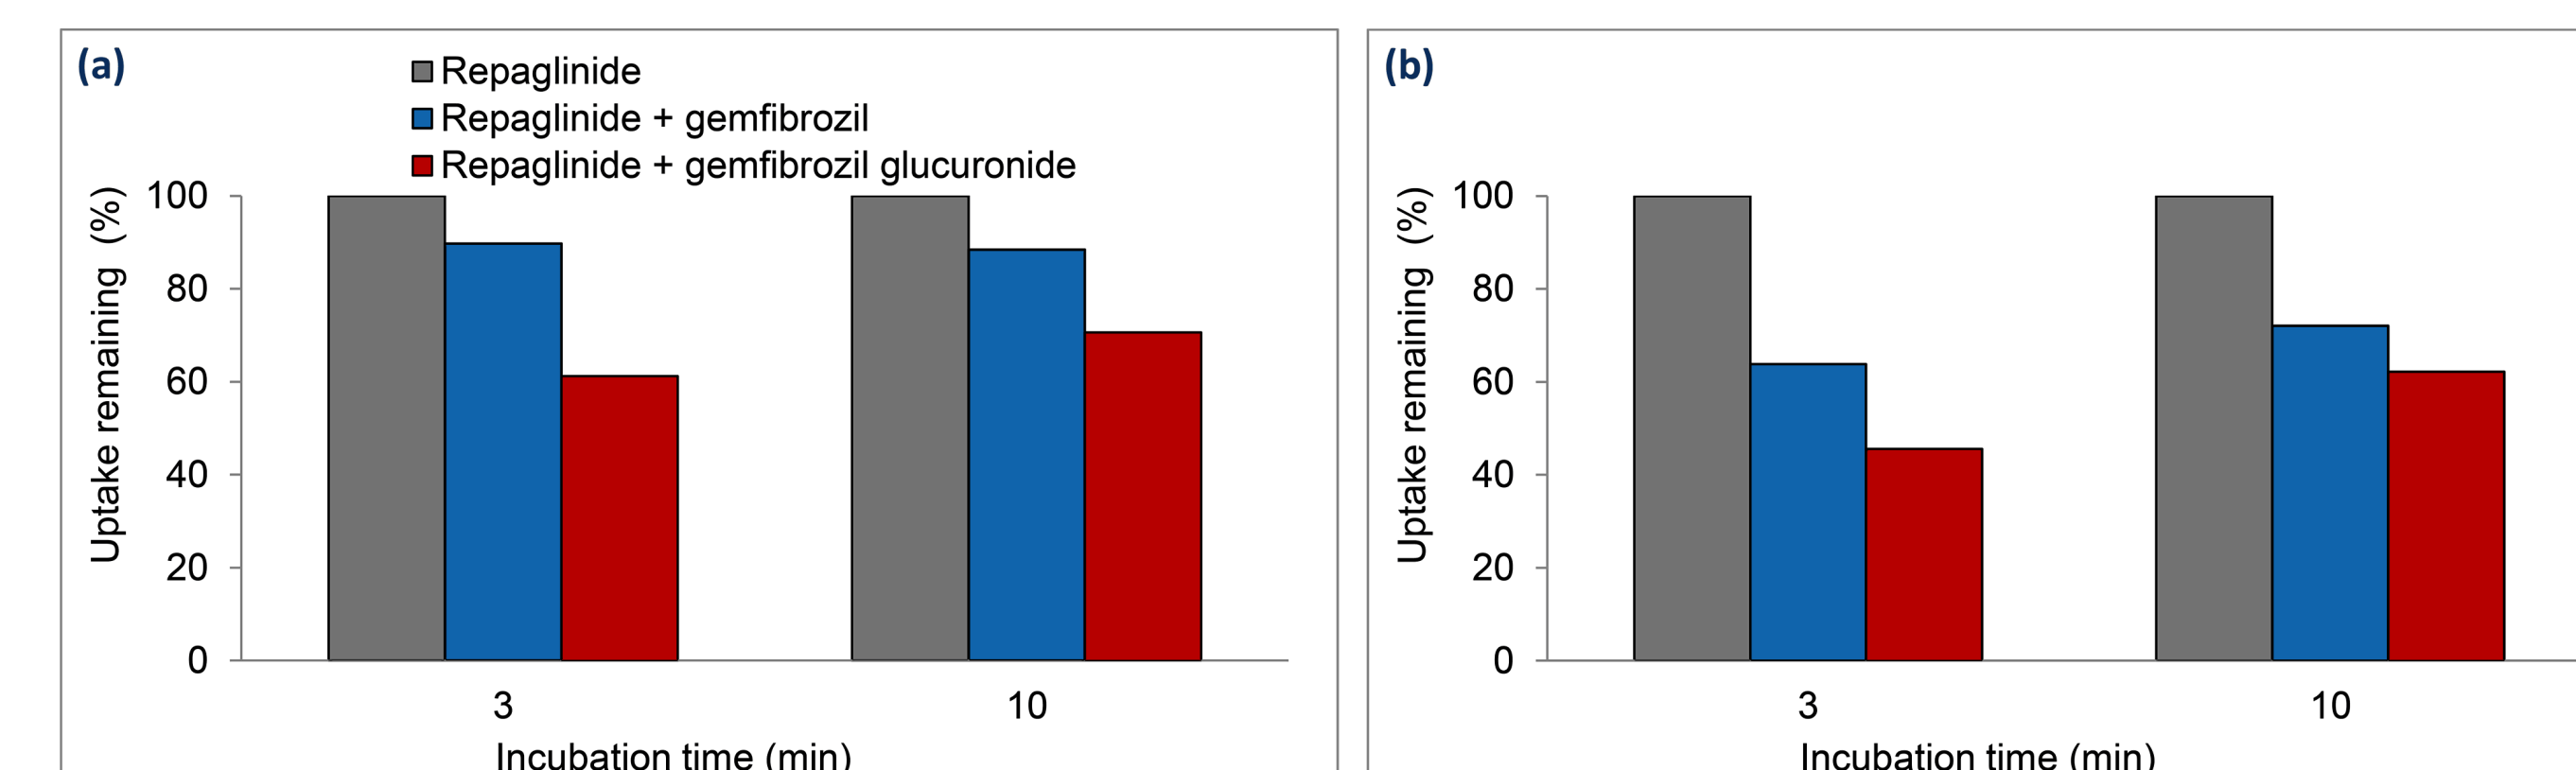 (a)
Repaglinide
Repaglinide + gemfibrozil
Repaglinide + gemfibrozil glucuronide
Uptake remaining (%)
100
80
60
40
20
0
3 10
Incubation time (min)
(b)
Uptake remaining (%)
100
80
60
40
20
0
3 10
Incubation time (min)